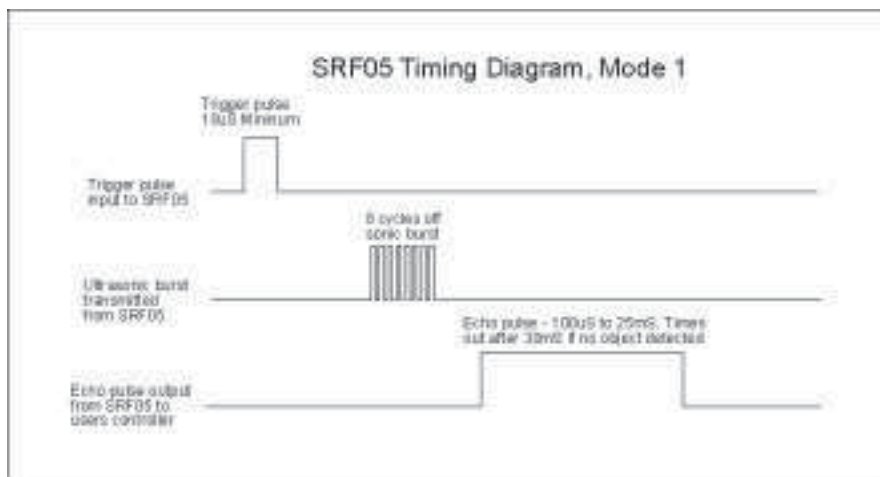 SRF05 Timing Diagram, Mode 1
Trigger pulse
10uS Minimum
Trigger pulse
input to SRF05
8 cycles off
sonic burst
Ultrasonic burst
transmitted
from SRF05
Echo pulse - 100uS to 25mS. Times
out after 30mS if no object detected
Echo pulse output
from SRF05 to
users controller